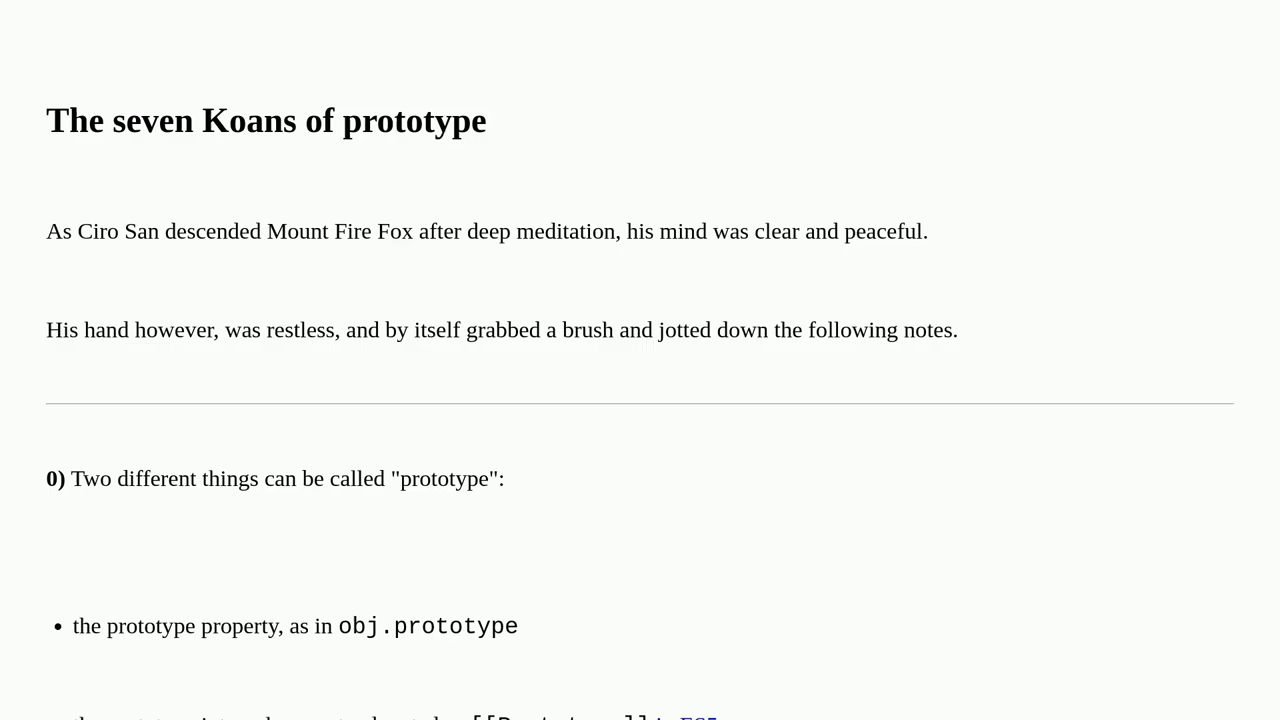 The seven Koans of prototype
As Ciro San descended Mount Fire Fox after deep meditation, his mind was clear and peaceful.
His hand however, was restless, and by itself grabbed a brush and jotted down the following notes.
0) Two different things can be called "prototype":
• the prototype property, as in obj.prototype